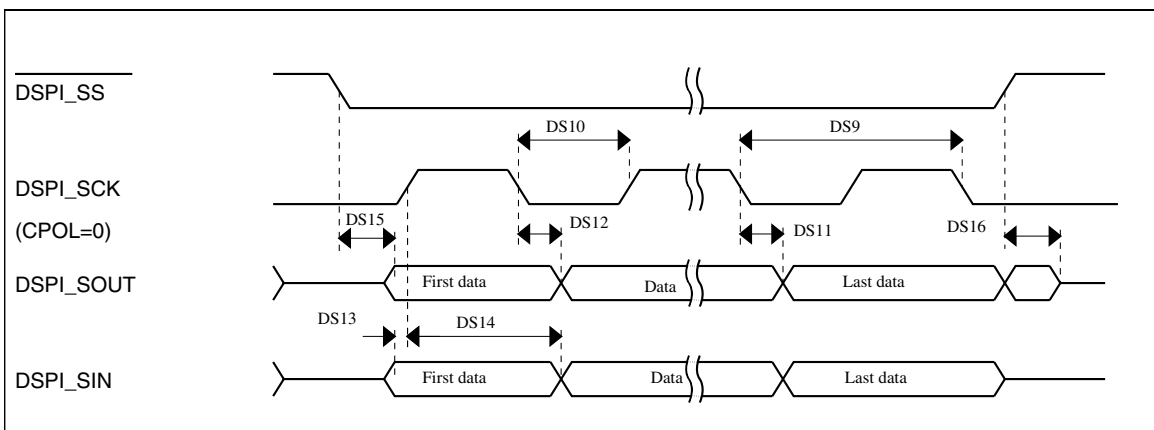 DSPI_SS
DS10
DS9
DSPI_SCK
(CPOL=0)
DS15
DS12
DS11
DS16
DSPI_SOUT
First data
Data
Last data
DS13
DS14
DSPI_SIN
First data
Data
Last data